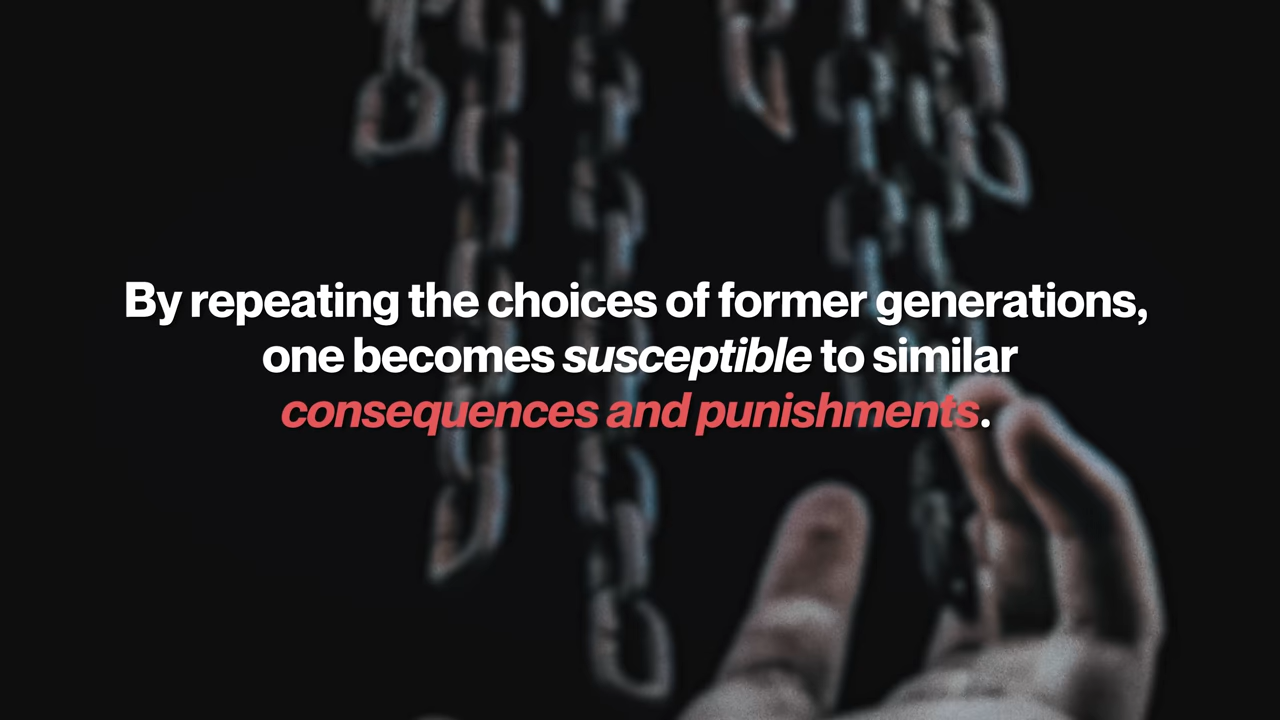 By repeating the choices of former generations,
one becomes susceptible to similar
consequences and punishments.